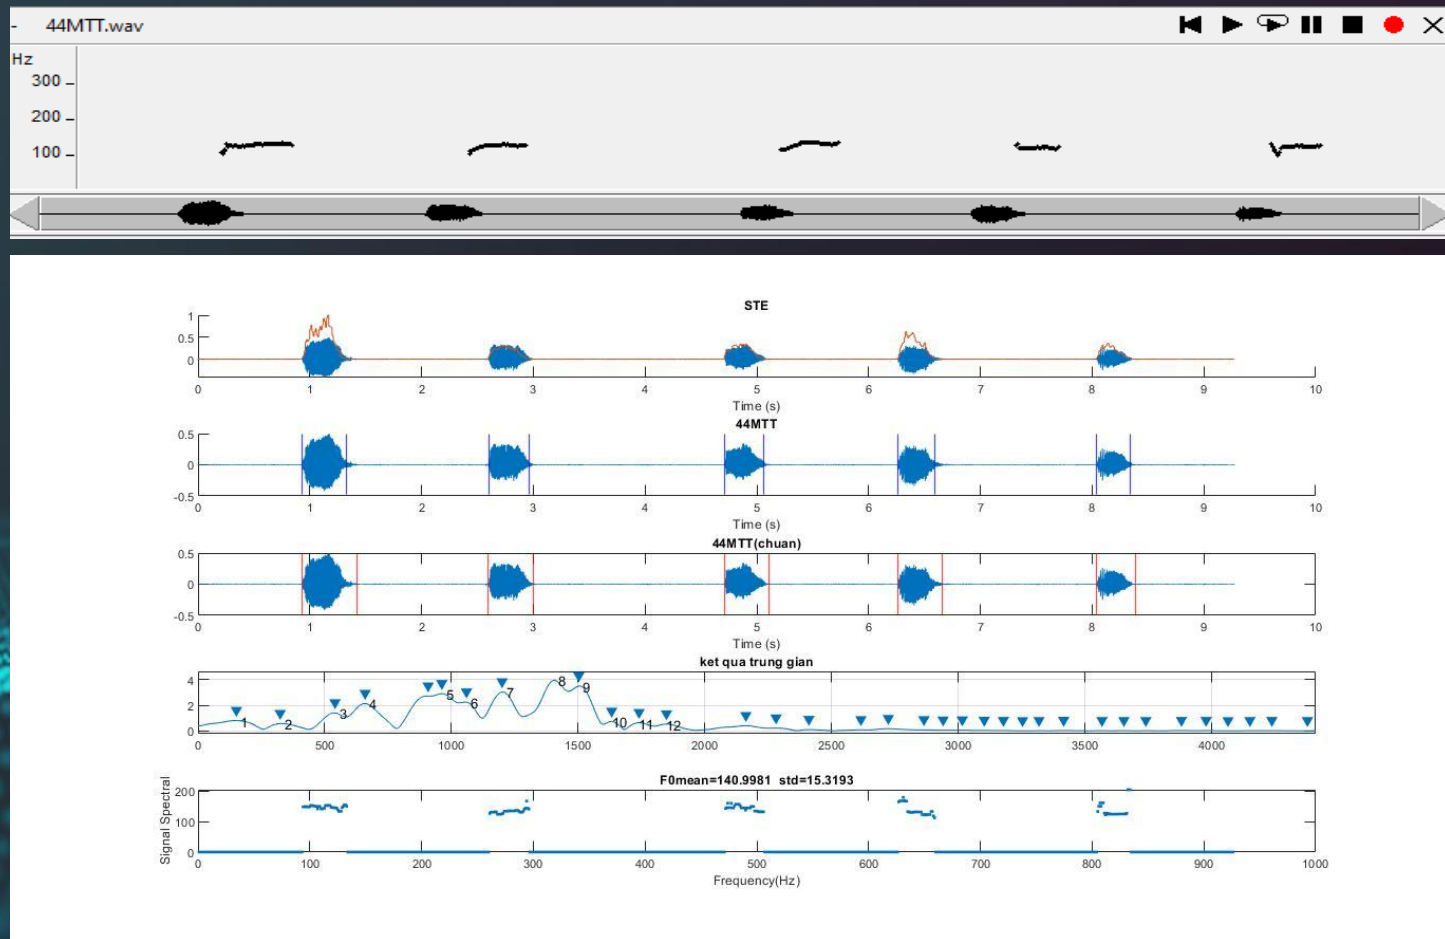 - 44MTT.wav
Hz
300
200
100
STE
1
0.5
0
0 1 2 3 4 5 6 7 8 9 10
Time (s)
44MTT
0.5
0
-0.5
0 1 2 3 4 5 6 7 8 9 10
Time (s)
44MTT(chuan)
0.5
0
-0.5
0 1 2 3 4 5 6 7 8 9 10
Time (s)
ket qua trung gian
4
2
0
1 2 3 4 5 6 7 8 9 10 11 12
0 500 1000 1500 2000 2500 3000 3500 4000
F0mean=140.9981 std=15.3193
Signal Spectral
200
100
0
0 100 200 300 400 500 600 700 800 900 1000
Frequency(Hz)